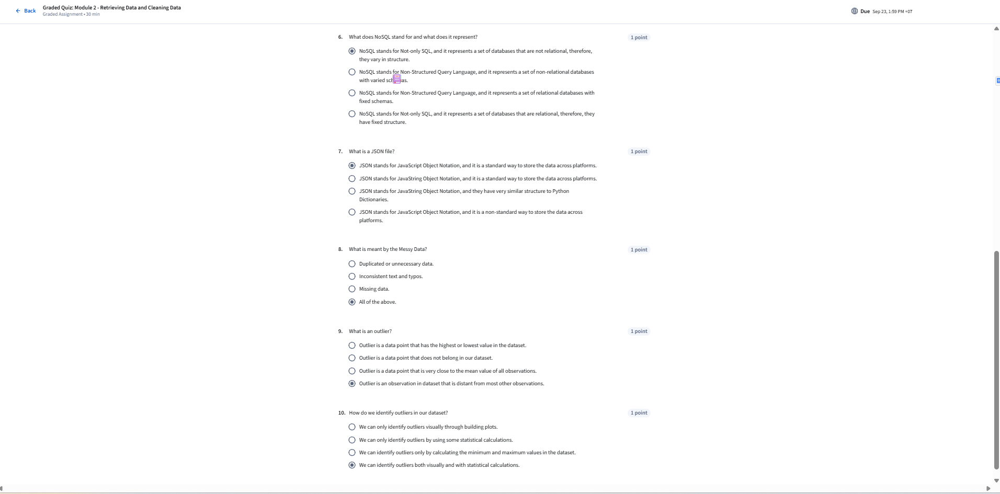 Back
Graded Quiz: Module 2 - Retrieving Data and Cleaning Data
Graded Assignment • 30 min
Due Sep 23, 1:59 PM +07
6. What does NoSQL stand for and what does it represent?
1 point
NoSQL stands for Not-only SQL, and it represents a set of databases that are not relational, therefore,
they vary in structure.
NoSQL stands for Non-Structured Query Language, and it represents a set of non-relational databases
with varied
NoSQL stands for Non-Structured Query Language, and it represents a set of relational databases with
fixed schemas.
NoSQL stands for Not-only SQL, and it represents a set of databases that are relational, therefore, they
have fixed structure.
7. What is a JSON file?
1 point
JSON stands for JavaScript Object Notation, and it is a standard way to store the data across platforms.
JSON stands for JavaString Object Notation, and it is a standard way to store the data across platforms.
JSON stands for JavaString Object Notation, and they have very similar structure to Python
Dictionaries.
JSON stands for JavaScript Object Notation, and it is a non-standard way to store the data across
platforms.
8. What is meant by the Messy Data?
1 point
Duplicated or unnecessary data.
Inconsistent text and typos.
Missing data.
All of the above.
9. What is an outlier?
1 point
Outlier is a data point that has the highest or lowest value in the dataset.
Outlier is a data point that does not belong in our dataset.
Outlier is a data point that is very close to the mean value of all observations.
Outlier is an observation in dataset that is distant from most other observations.
10. How do we identify outliers in our dataset?
1 point
We can only identify outliers visually through building plots.
We can only identify outliers by using some statistical calculations.
We can identify outliers only by calculating the minimum and maximum values in the dataset.
We can identify outliers both visually and with statistical calculations.